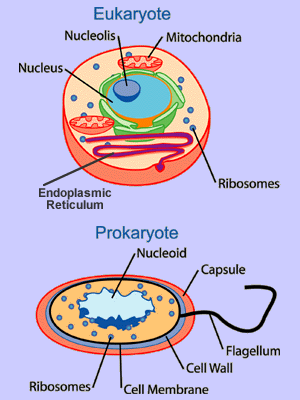 Eukaryote
Nucleolis
Mitochondria
Nucleus
Ribosomes
Endoplasmic
Reticulum
Prokaryote
Nucleoid
Capsule
Flagellum
Cell Wall
Ribosomes
Cell Membrane